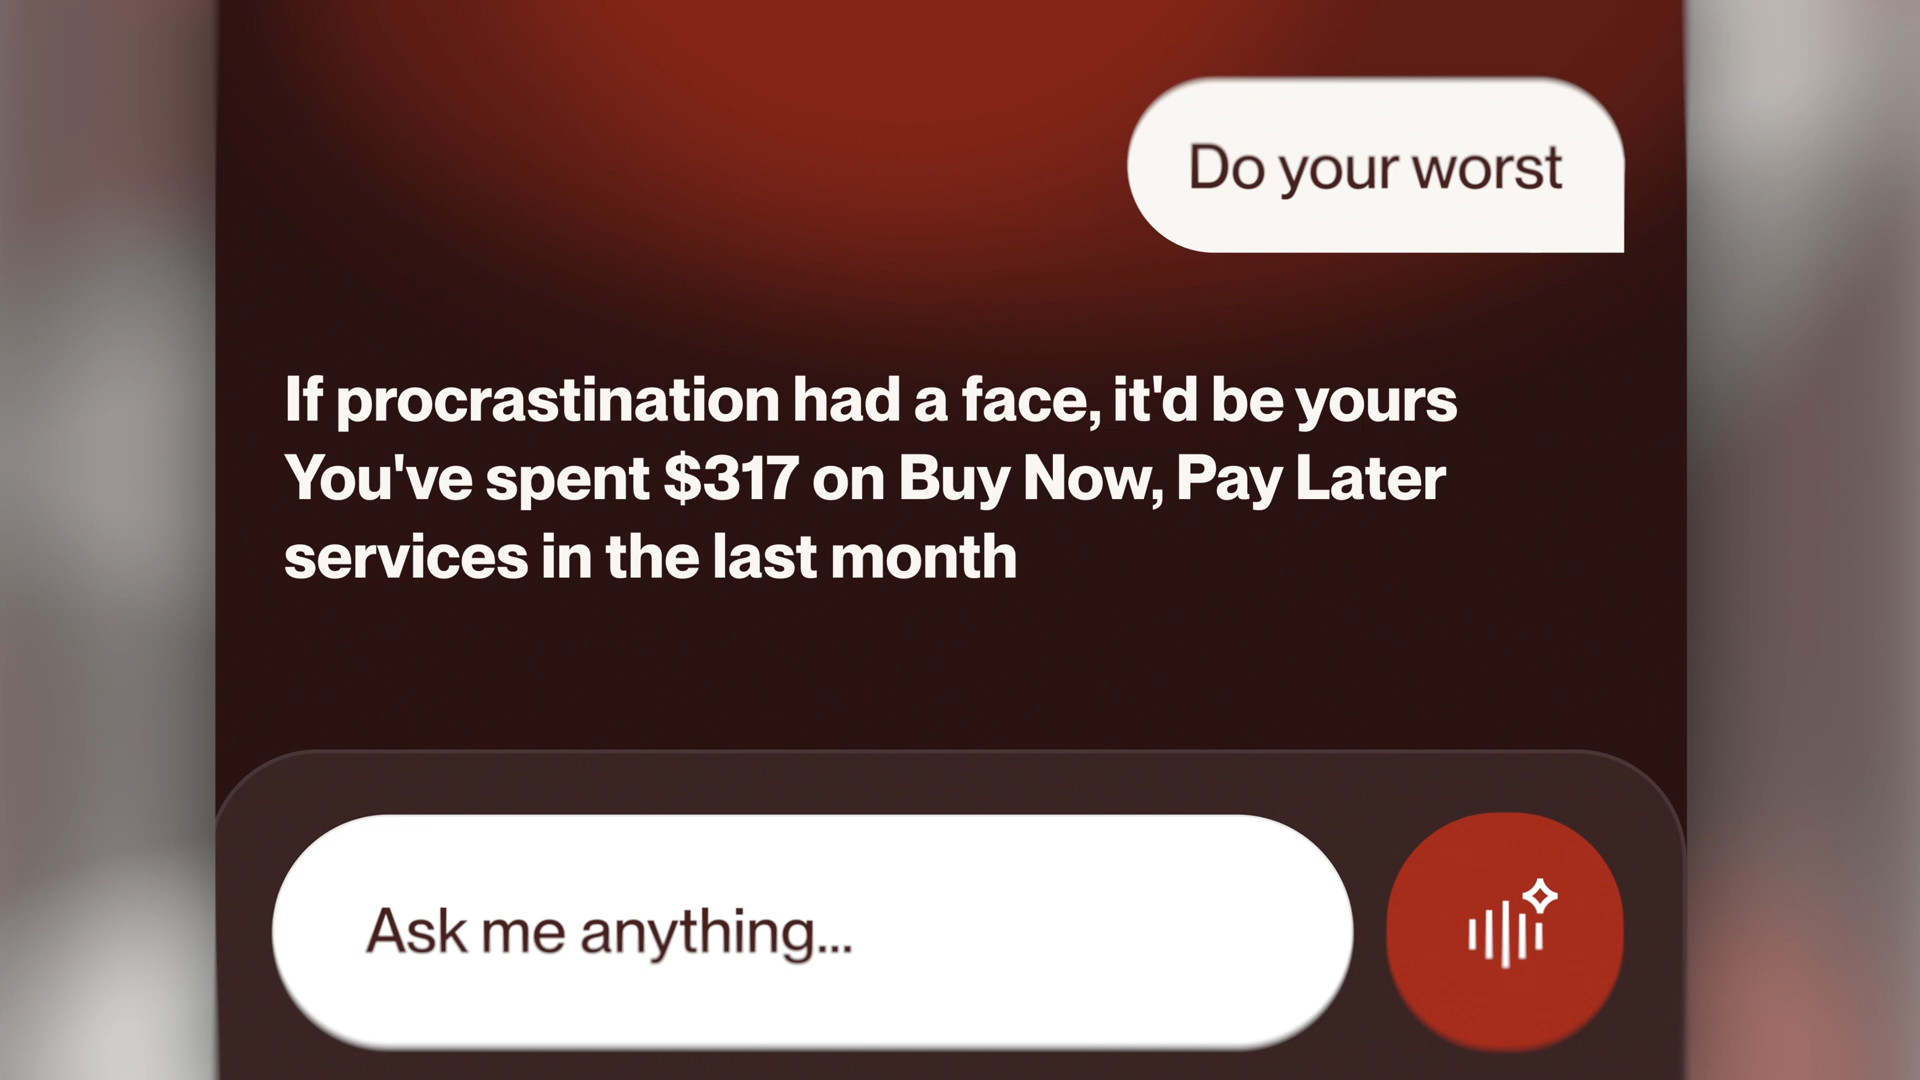 Do your worst
If procrastination had a face, it'd be yours
You've spent $317 on Buy Now, Pay Later
services in the last month
Ask me anything...